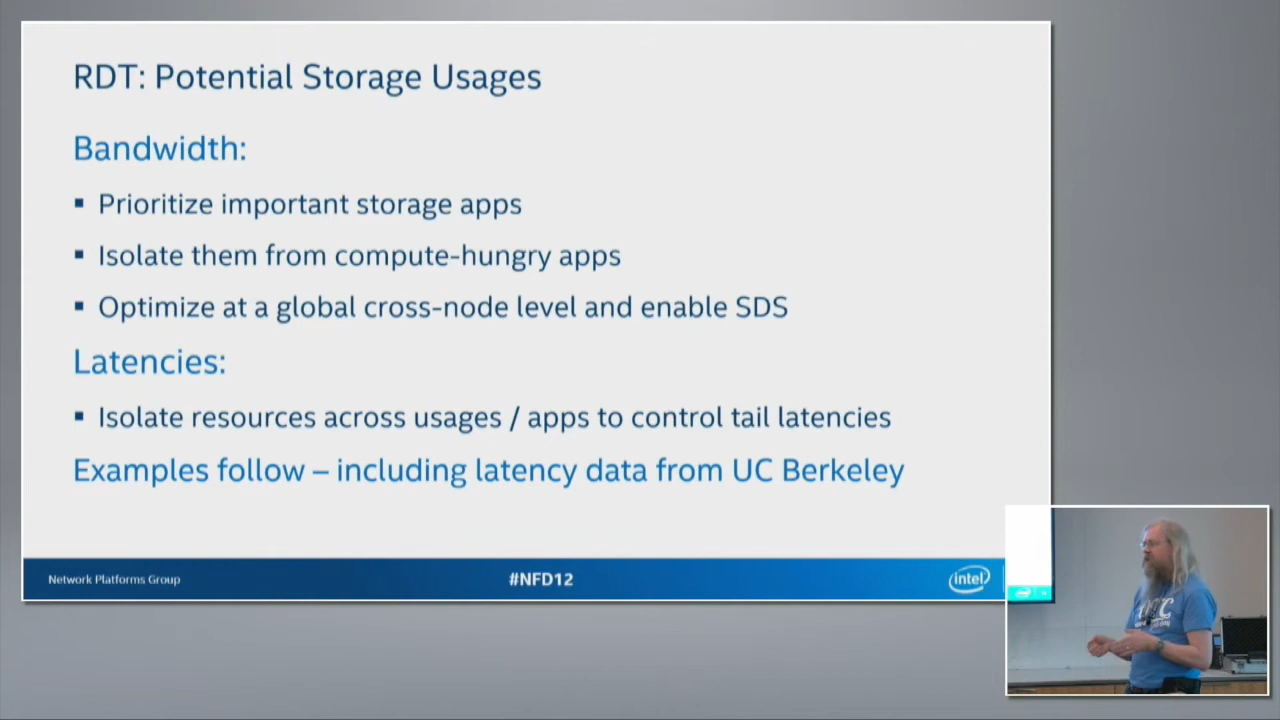 RDT: Potential Storage Usages
Bandwidth:
▪ Prioritize important storage apps
▪ Isolate them from compute-hungry apps
▪ Optimize at a global cross-node level and enable SDS
Latencies:
▪ Isolate resources across usages / apps to control tail latencies
Examples follow – including latency data from UC Berkeley
Network Platforms Group
#NFD12
intel